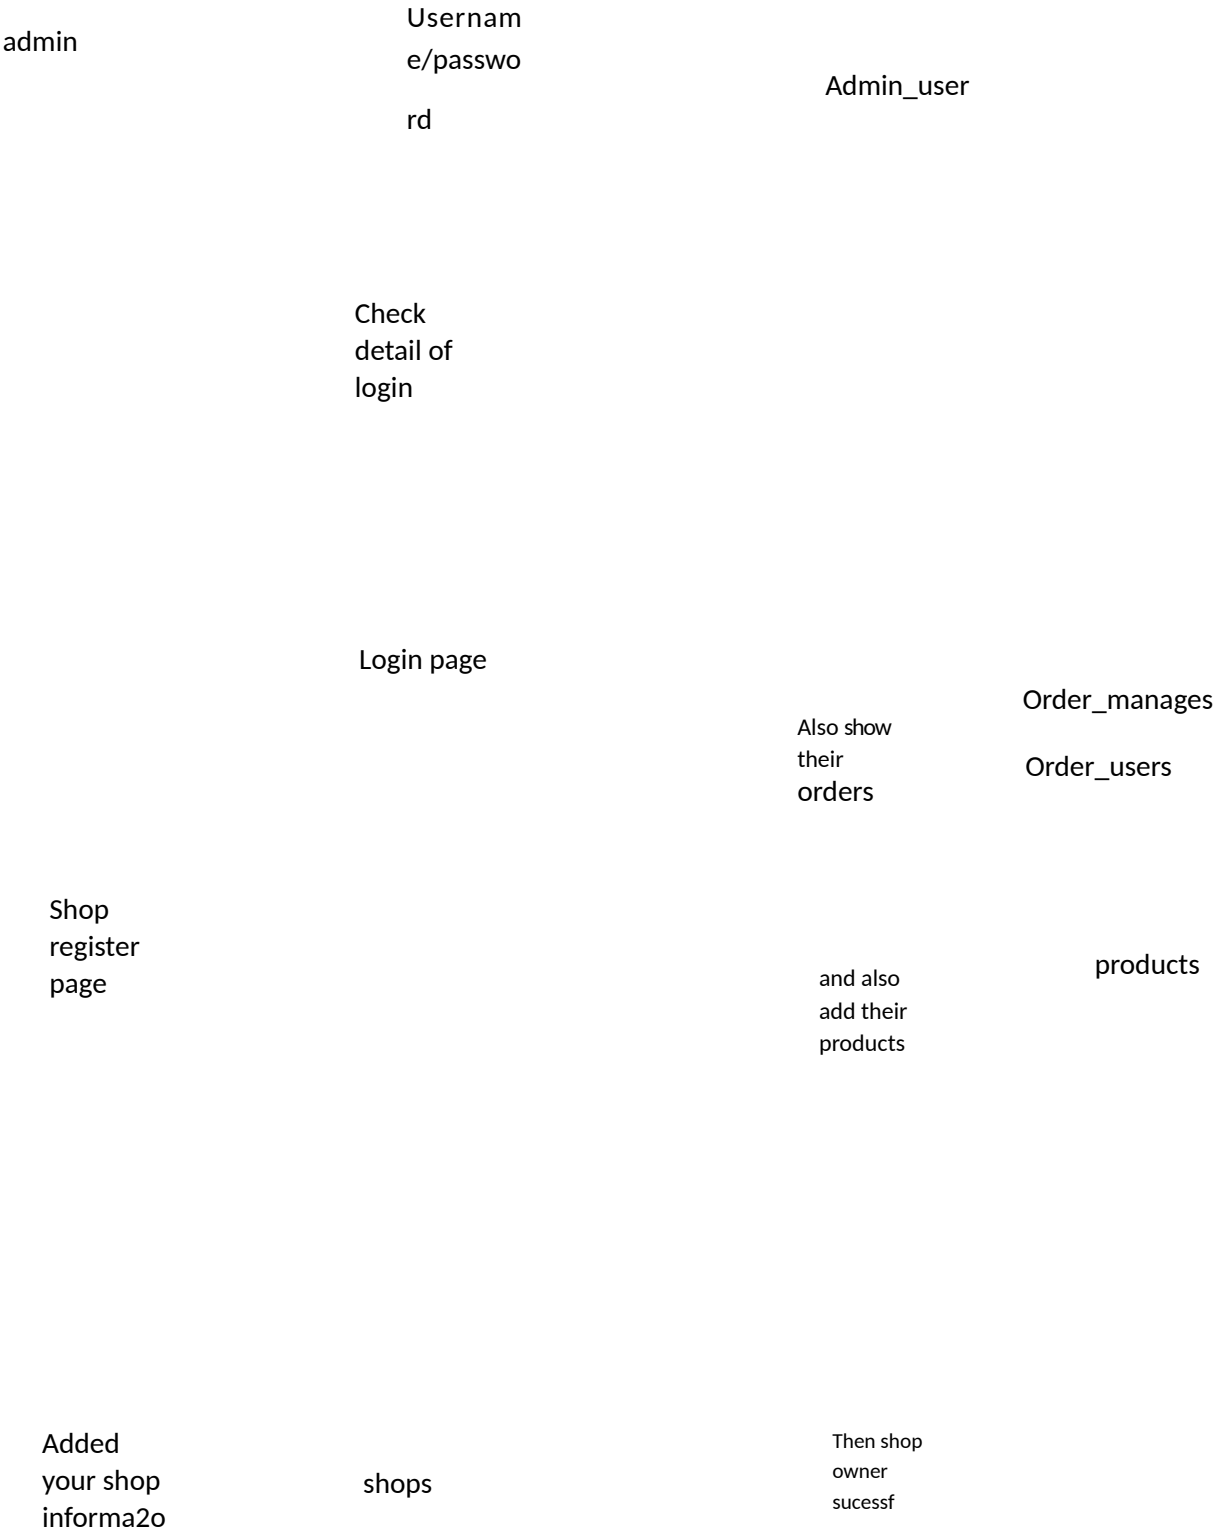 admin
Usernam
e/passwo
rd
Admin_user
Check
detail of
login
Login page
Order_manages
Also show
their
orders
Order_users
Shop
register
page
products
and also
add their
products
Added
your shop
informa2o
shops
Then shop
owner
sucessf